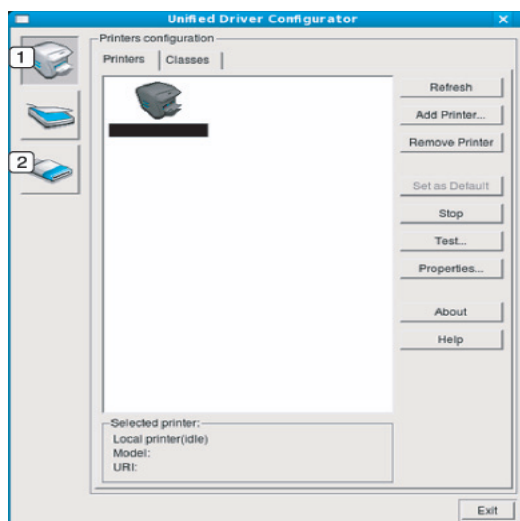 Unified Driver Configurator
Printers configuration
1
Printers Classes
Refresh
Add Printer...
Remove Printer
2
Set as Default
Stop
Test...
Properties...
About
Help
Selected printer:
Local printer(idle)
Model:
URI:
Exit